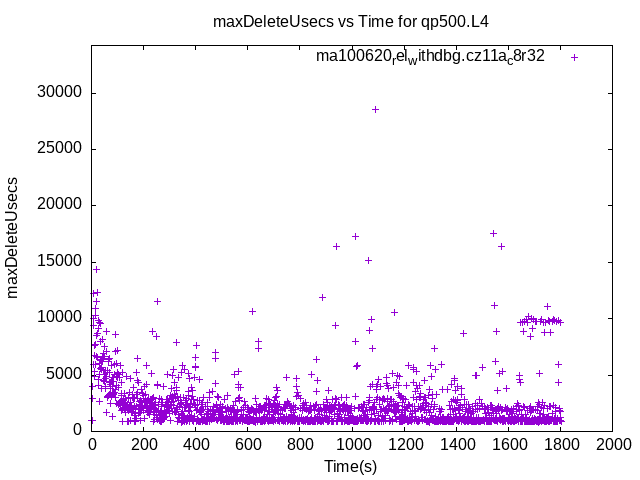 maxDeleteUsecs vs Time for qp500.L4
ma100620relwithdbg.cz11ac8r32
30000
25000
20000
15000
10000
5000
0
maxDeleteUsecs
0 200 400 600 800 1000 1200 1400 1600 1800 2000
Time(s)